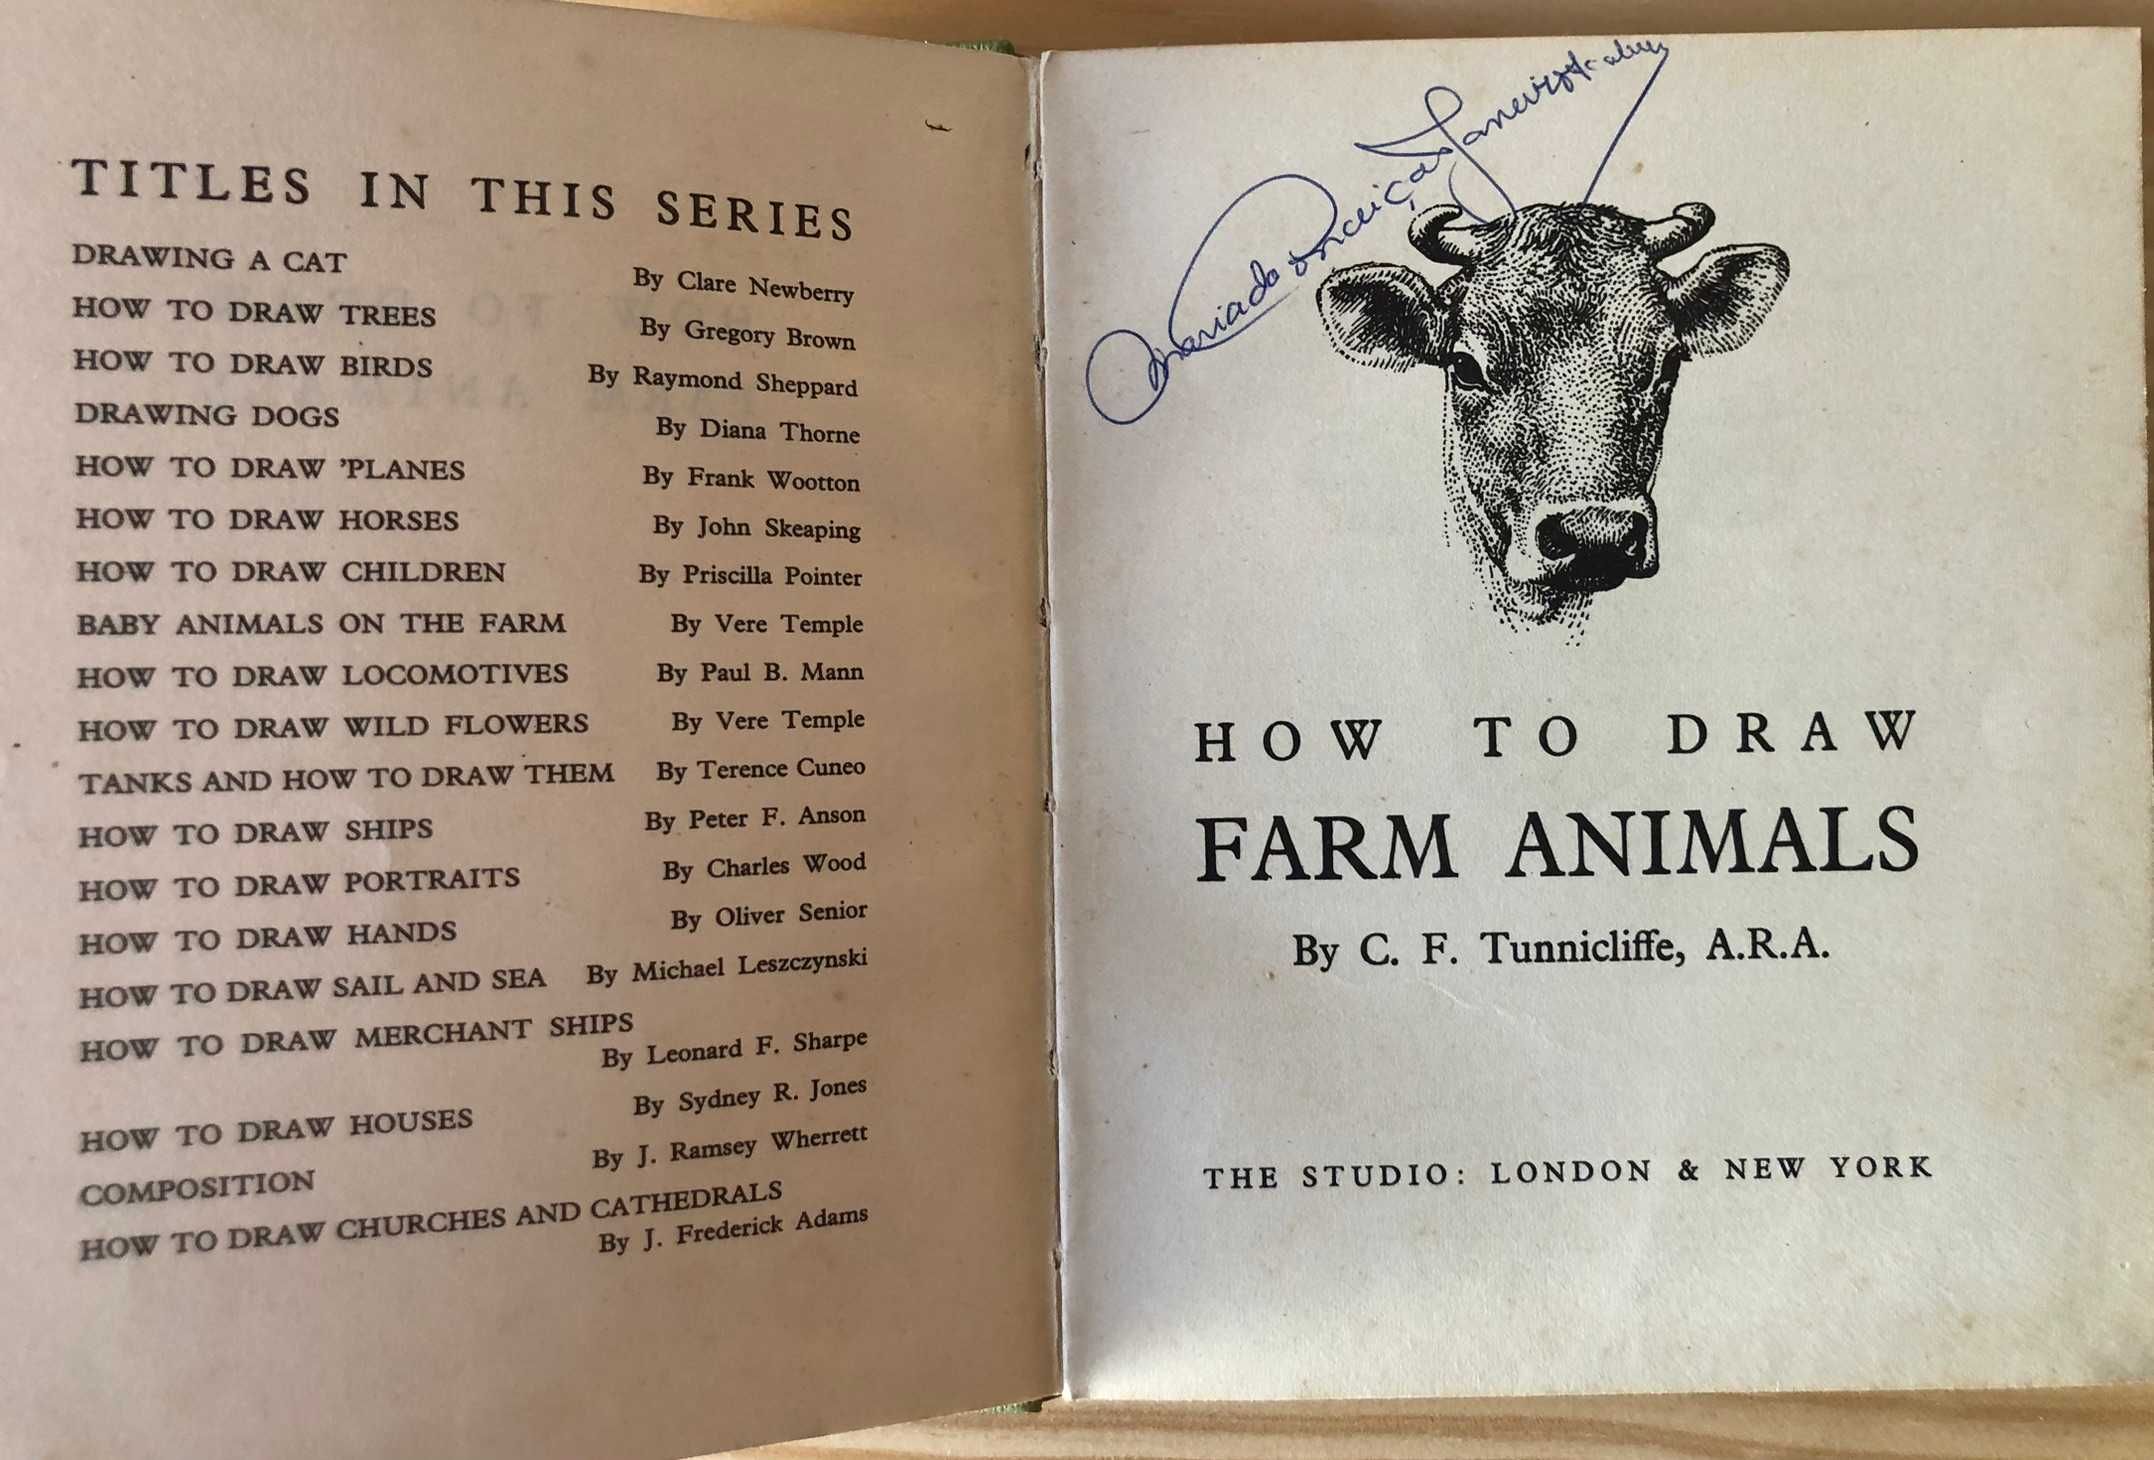 TITLES IN THIS SERIES
DRAWING A CAT By Clare Newberry
HOW TO DRAW TREES By Gregory Brown
HOW TO DRAW BIRDS By Raymond Sheppard
DRAWING DOGS By Diana Thorne
HOW TO DRAW ’PLANES By Frank Wootton
HOW TO DRAW HORSES By John Skeaping
HOW TO DRAW CHILDREN By Priscilla Pointer
BABY ANIMALS ON THE FARM By Vere Temple
HOW TO DRAW LOCOMOTIVES By Paul B. Mann
HOW TO DRAW WILD FLOWERS By Vere Temple
TANKS AND HOW TO DRAW THEM By Terence Cuneo
HOW TO DRAW SHIPS By Peter F. Anson
HOW TO DRAW PORTRAITS By Charles Wood
HOW TO DRAW HANDS By Oliver Senior
HOW TO DRAW SAIL AND SEA By Michael Leszczynski
HOW TO DRAW MERCHANT SHIPS
By Leonard F. Sharpe
HOW TO DRAW HOUSES By Sydney R. Jones
COMPOSITION By J. Ramsey Wherrett
HOW TO DRAW CHURCHES AND CATHEDRALS
By J. Frederick Adams
Maria da
HOW TO DRAW
FARM ANIMALS
By C. F. Tunnicliffe, A.R.A.
THE STUDIO: LONDON & NEW YORK